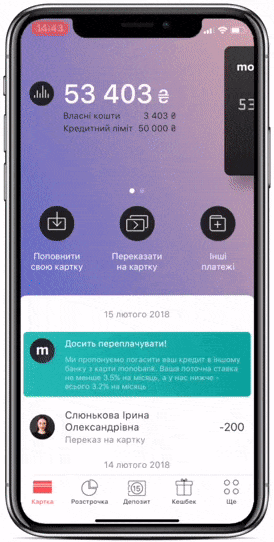 14:43
53 403 ₴
Власні кошти 3 403 ₴
Кредитний ліміт 50 000 ₴
mo
53
Поповнити
свою картку
Переказати
на картку
Інші
платежі
15 лютого 2018
m
Досить переплачувати!
Ми пропонуємо погасити ваш кредит в іншому
банку з карти monobank. Ваша поточна ставка
не менше 3.5% на місяць, а у нас нижче -
всього 3.2% на місяць
Слюнькова Ірина
Олександрівна
-200
Переказ на картку
14 лютого 2018
15
Картка
Розстрочка
Депозит
Кешбек
Ще